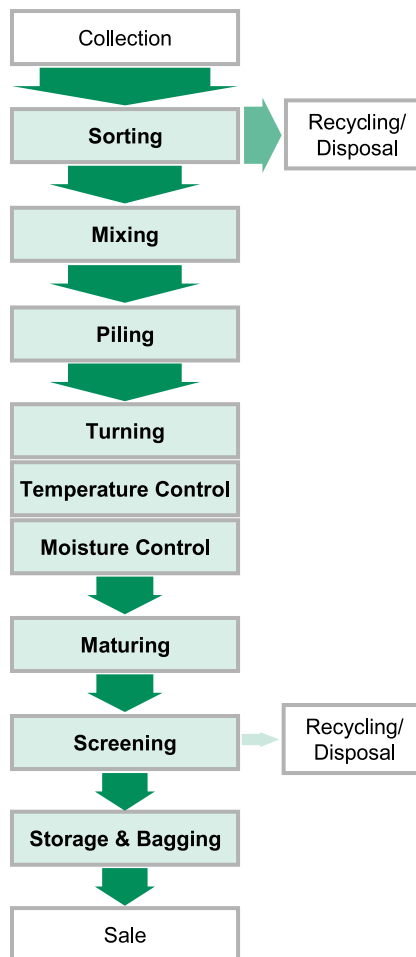 Collection
Sorting
Recycling/
Disposal
Mixing
Piling
Turning
Temperature Control
Moisture Control
Maturing
Screening
Recycling/
Disposal
Storage & Bagging
Sale